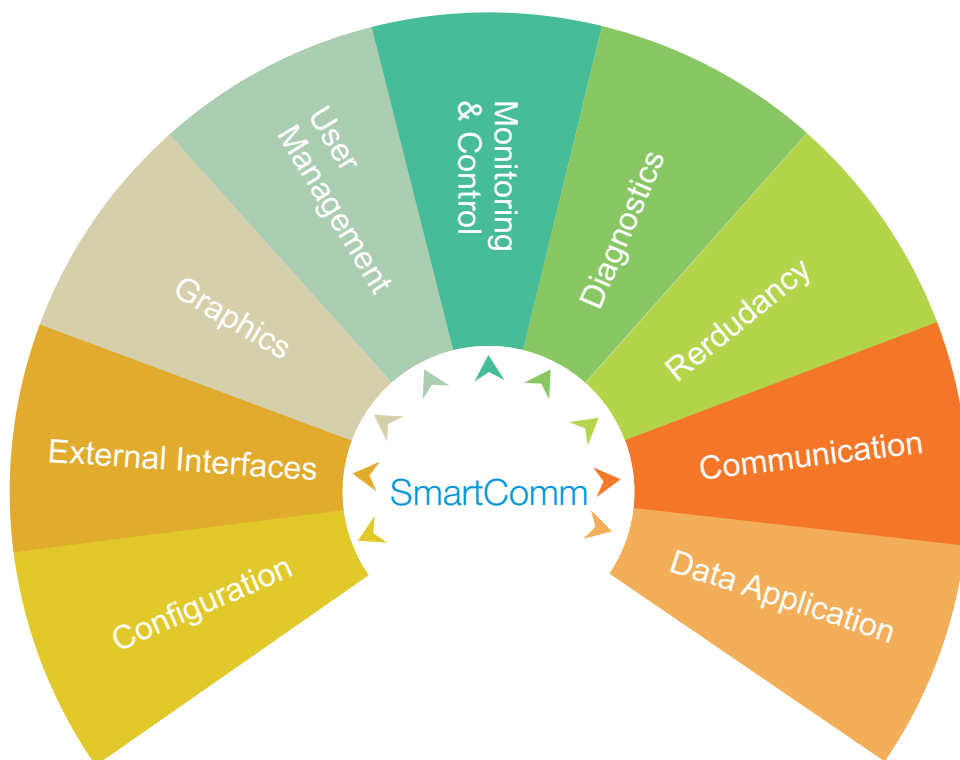 Configuration
External Interfaces
Graphics
User
Management
Monitoring
& Control
Diagnostics
Rerdudancy
Communication
Data Application
SmartComm